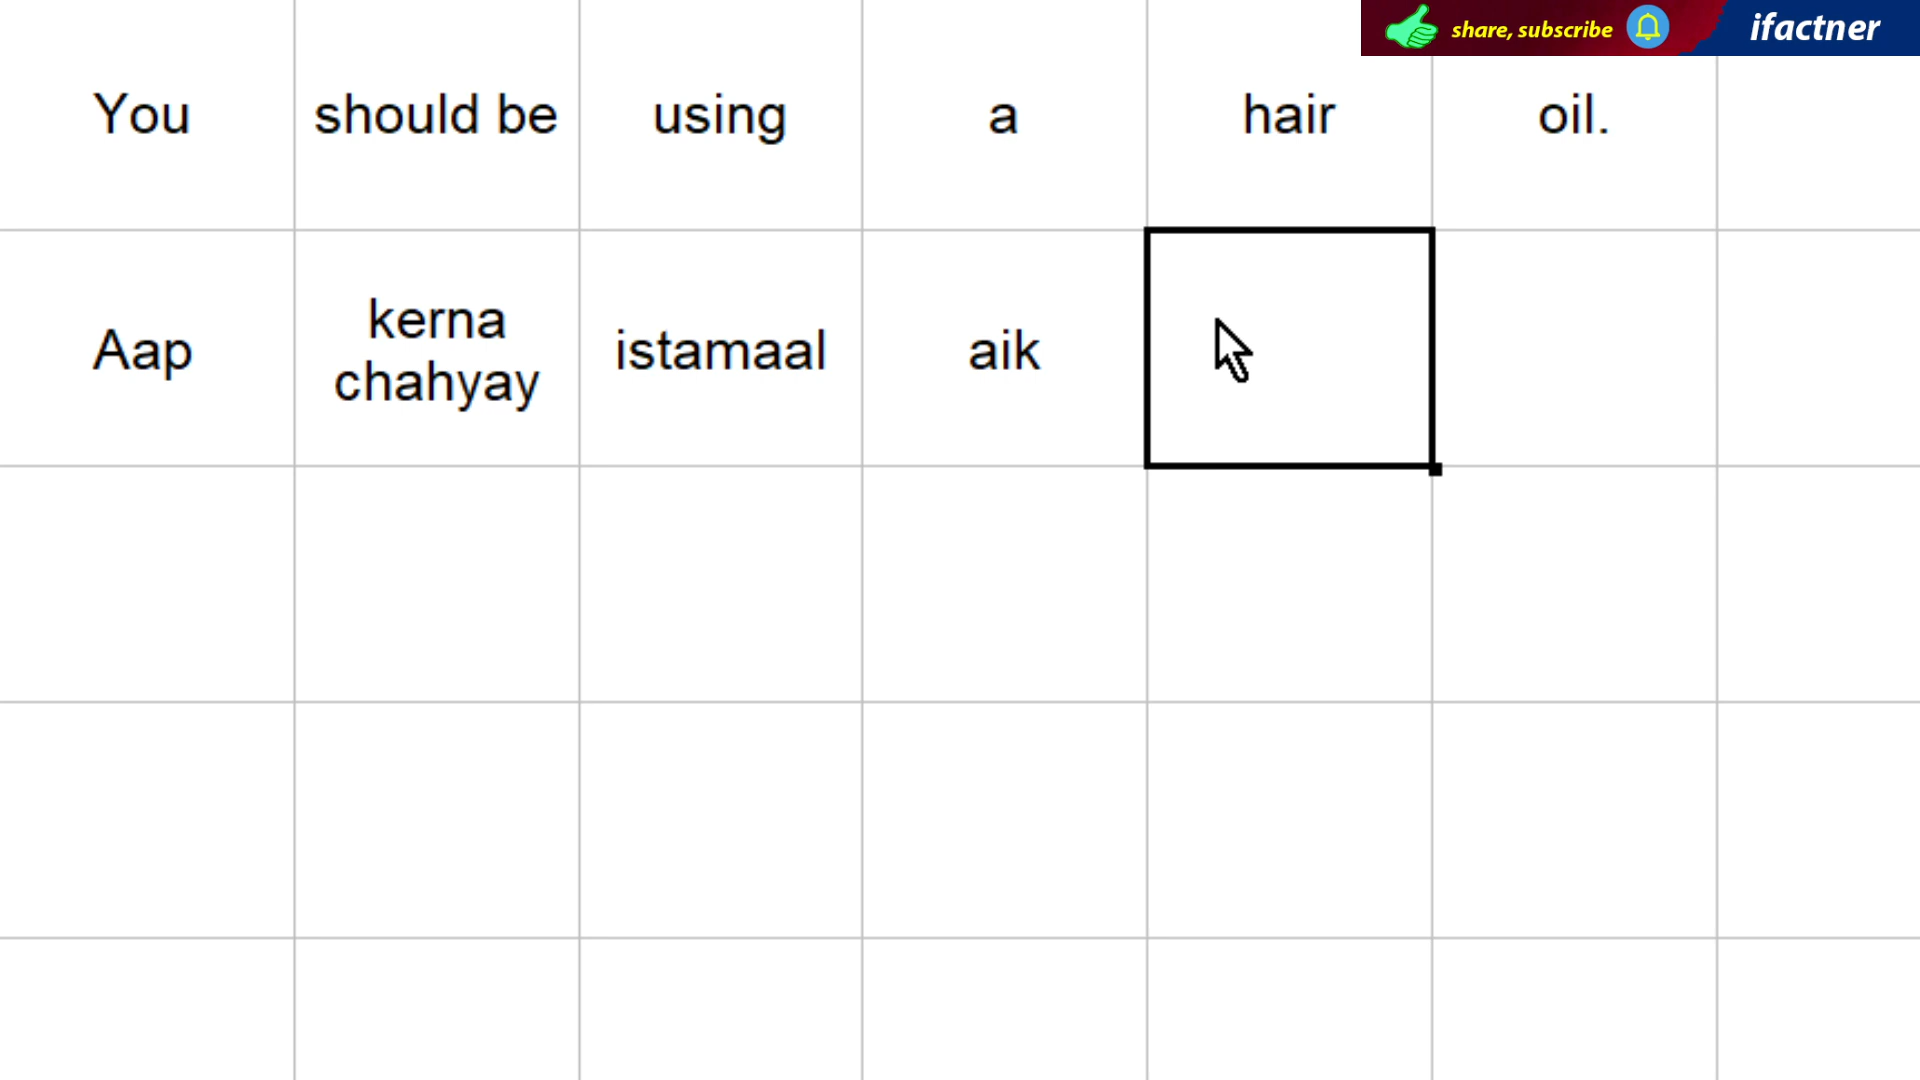 share, subscribe
ifactner
You should be using a hair oil.
Aap kerna chahyay istamaal aik